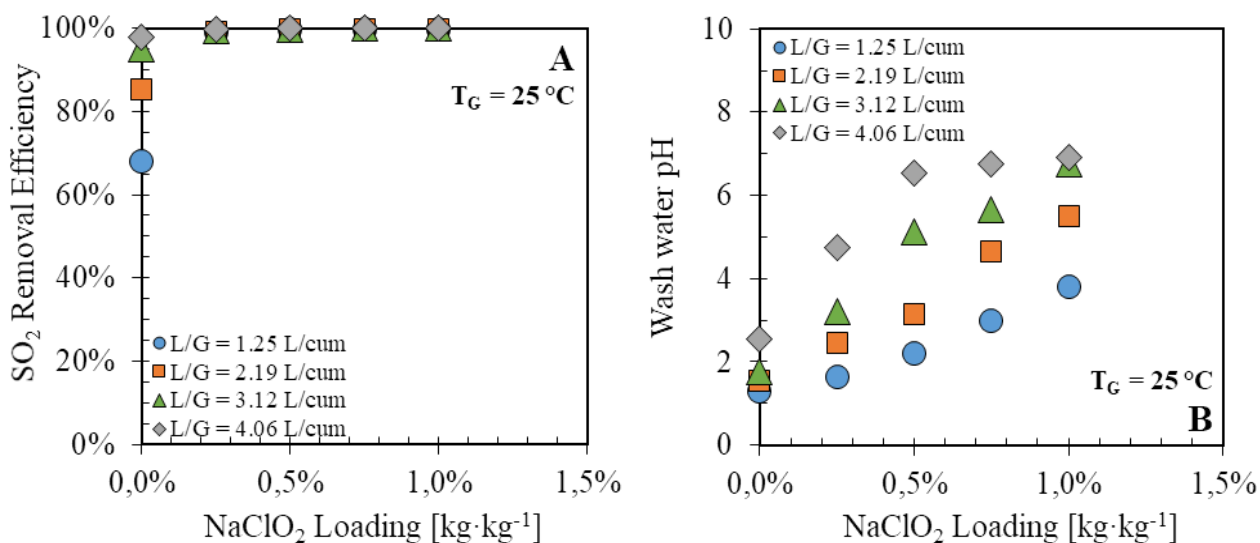 100%
80%
60%
40%
20%
0%
SO₂ Removal Efficiency
A
T_G = 25 °C
L/G = 1.25 L/cum
L/G = 2.19 L/cum
L/G = 3.12 L/cum
L/G = 4.06 L/cum
0,0% 0,5% 1,0% 1,5%
NaClO₂ Loading [kg·kg⁻¹]
10
8
6
4
2
0
Wash water pH
L/G = 1.25 L/cum
L/G = 2.19 L/cum
L/G = 3.12 L/cum
L/G = 4.06 L/cum
T_G = 25 °C
B
0,0% 0,5% 1,0% 1,5%
NaClO₂ Loading [kg·kg⁻¹]